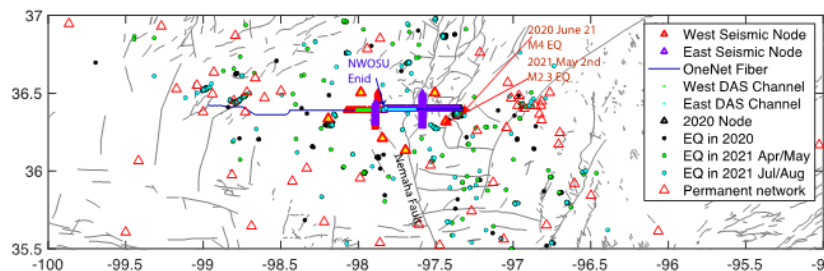 37
36.5
36
35.5
-100
-99.5
-99
-98.5
-98
-97.5
-97
-96.5
-96
-95.5
-95
NWOSU
Enid
2020 June 21
M4 EQ
2021 May 2nd
M2.3 EQ
Nemaha Fault
West Seismic Node
East Seismic Node
OneNet Fiber
West DAS Channel
East DAS Channel
2020 Node
EQ in 2020
EQ in 2021 Apr/May
EQ in 2021 Jul/Aug
Permanent network